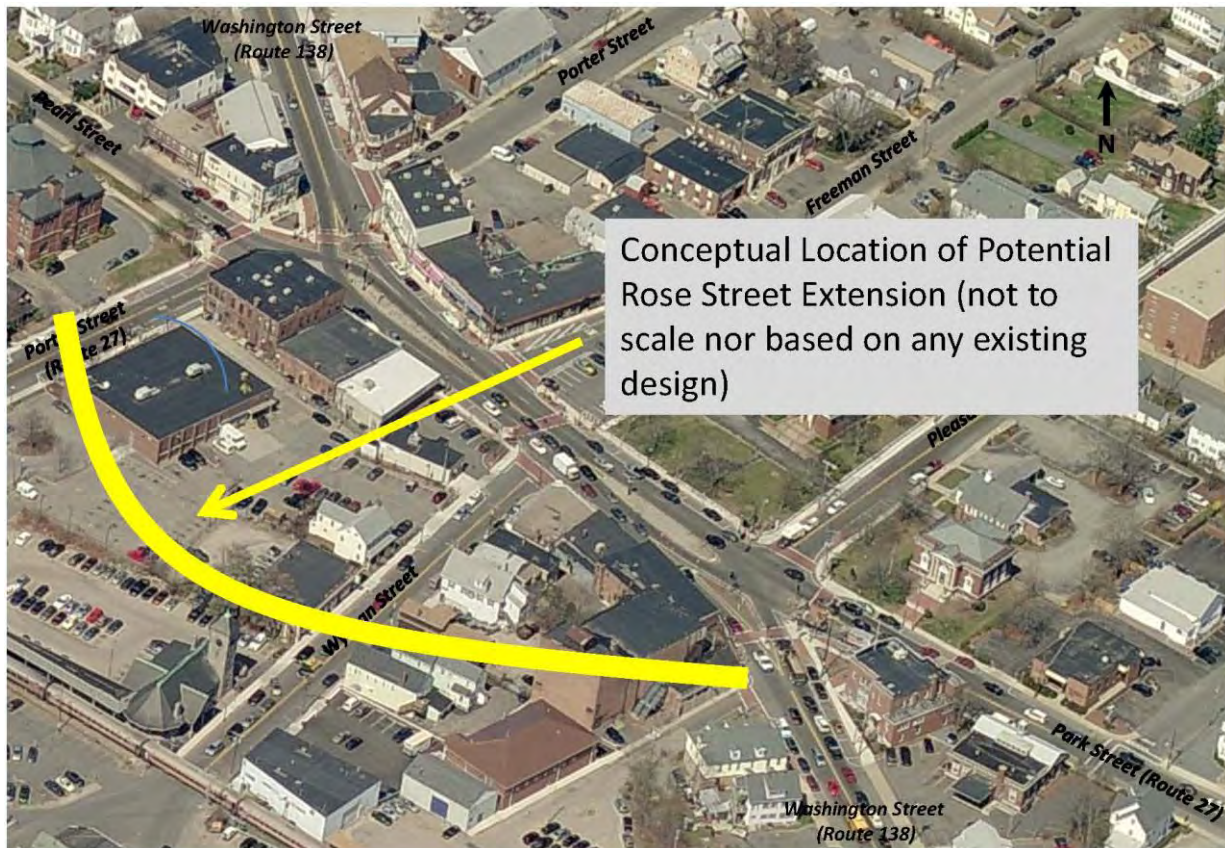 Washington Street
(Route 138)
Porter Street
Pearl Street
N
Freeman Street
Conceptual Location of Potential
Rose Street Extension (not to
scale nor based on any existing
design)
Street
(Route 27)
Pleas
Street
Park Street (Route 27)
Washington Street
(Route 138)